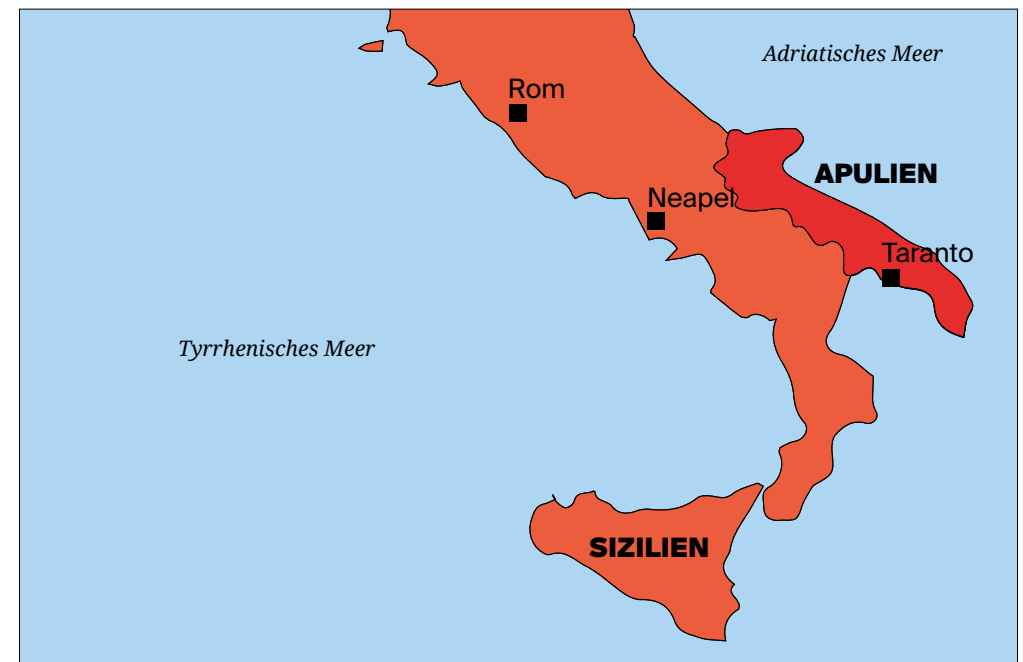 Adriatisches Meer
Rom
APULIEN
Neapel
Taranto
Tyrrhenisches Meer
SIZILIEN